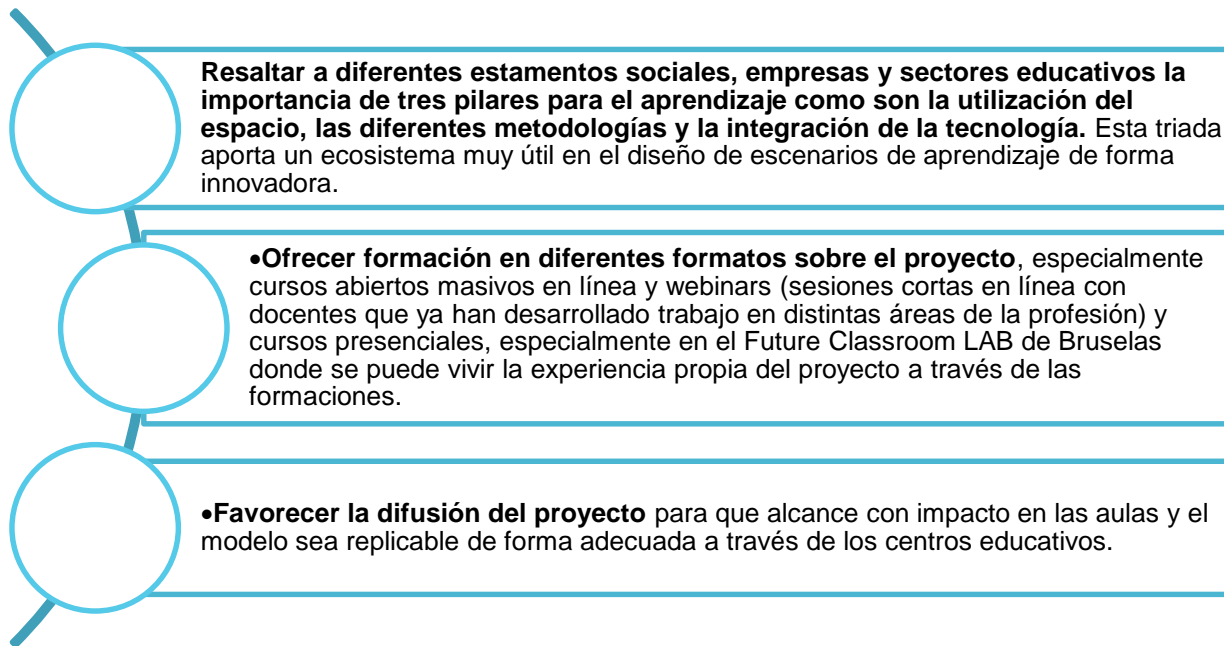 Resaltar a diferentes estamentos sociales, empresas y sectores educativos la
importancia de tres pilares para el aprendizaje como son la utilización del
espacio, las diferentes metodologías y la integración de la tecnología. Esta triada
aporta un ecosistema muy útil en el diseño de escenarios de aprendizaje de forma
innovadora.
•Ofrecer formación en diferentes formatos sobre el proyecto, especialmente
cursos abiertos masivos en línea y webinars (sesiones cortas en línea con
docentes que ya han desarrollado trabajo en distintas áreas de la profesión) y
cursos presenciales, especialmente en el Future Classroom LAB de Bruselas
donde se puede vivir la experiencia propia del proyecto a través de las
formaciones.
•Favorecer la difusión del proyecto para que alcance con impacto en las aulas y el
modelo sea replicable de forma adecuada a través de los centros educativos.